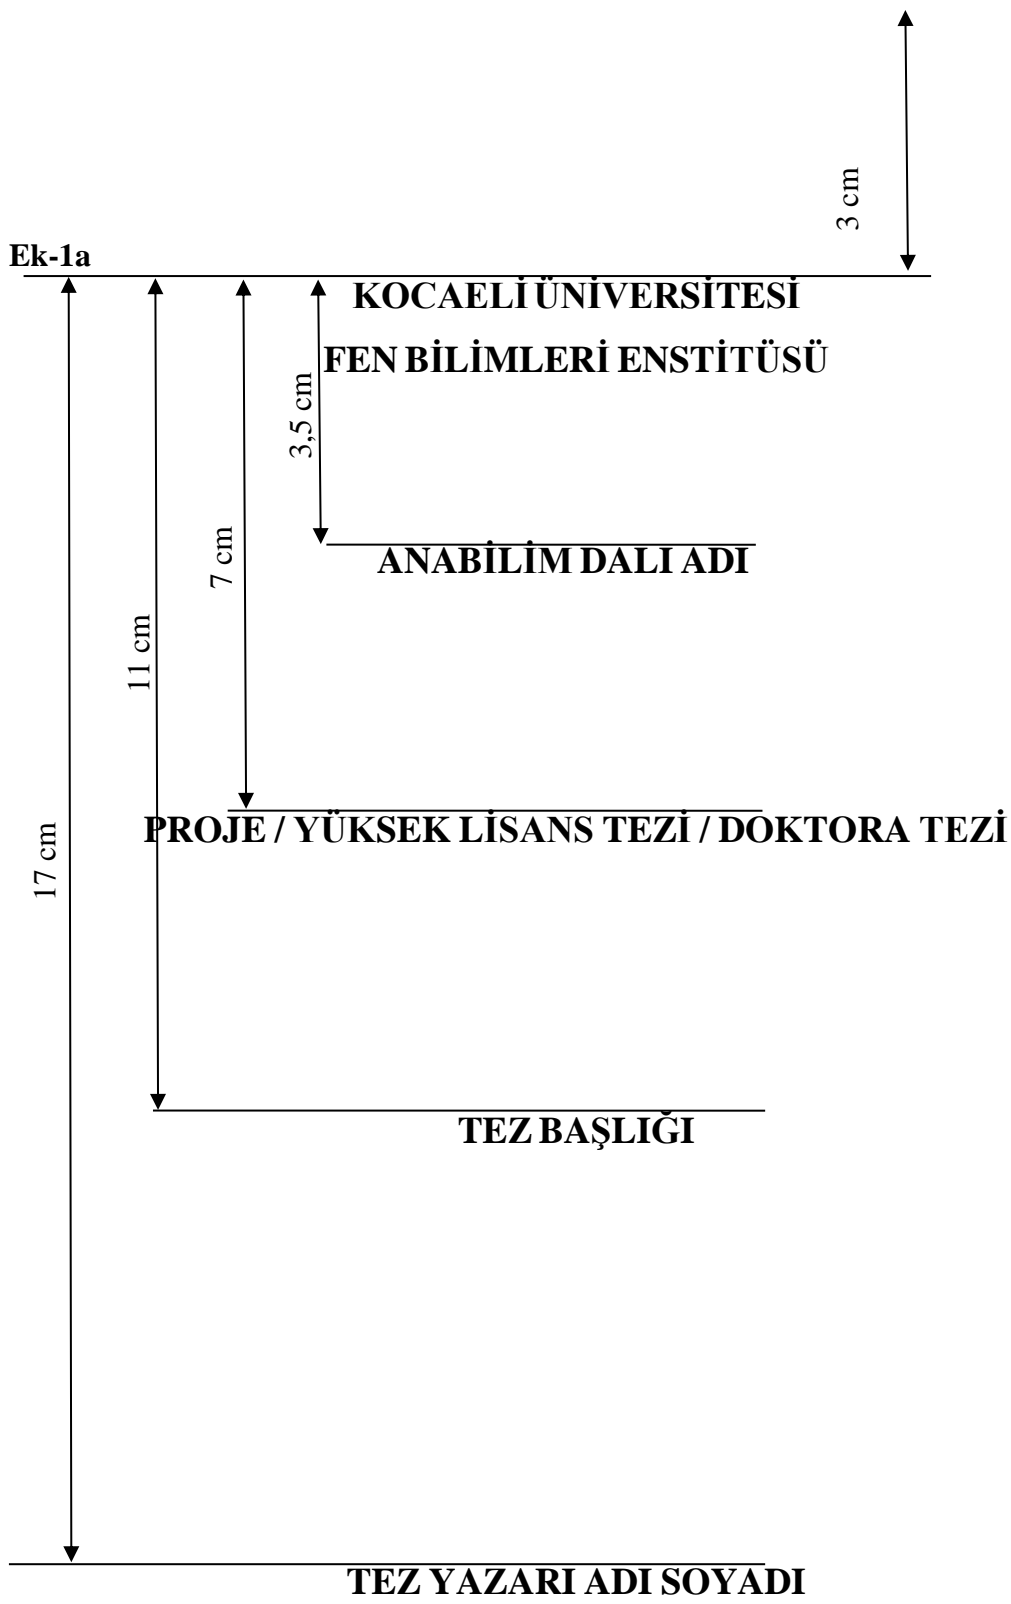 3 cm
Ek-1a
KOCAELİ ÜNİVERSİTESİ
FEN BİLİMLERİ ENSTİTÜSÜ
3,5 cm
ANABİLİM DALI ADI
7 cm
11 cm
PROJE / YÜKSEK LİSANS TEZİ / DOKTORA TEZİ
17 cm
TEZ BAŞLIĞI
TEZ YAZARI ADI SOYADI